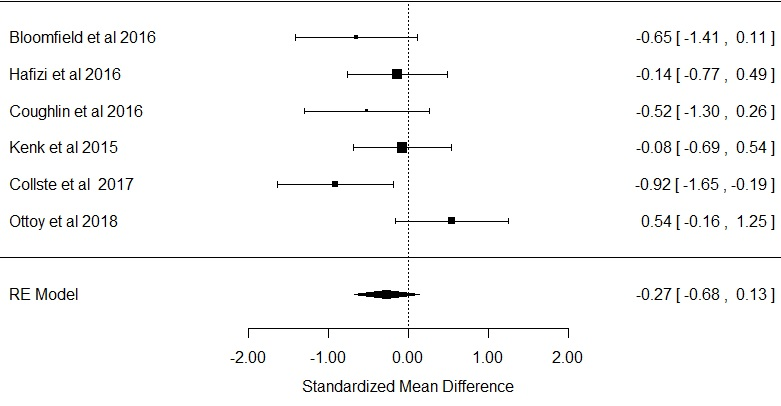 Bloomfield et al 2016 -0.65 [ -1.41 , 0.11 ]
Hafizi et al 2016 -0.14 [ -0.77 , 0.49 ]
Coughlin et al 2016 -0.52 [ -1.30 , 0.26 ]
Kenk et al 2015 -0.08 [ -0.69 , 0.54 ]
Collste et al 2017 -0.92 [ -1.65 , -0.19 ]
Ottoy et al 2018 0.54 [ -0.16 , 1.25 ]
RE Model -0.27 [ -0.68 , 0.13 ]
-2.00 -1.00 0.00 1.00 2.00
Standardized Mean Difference